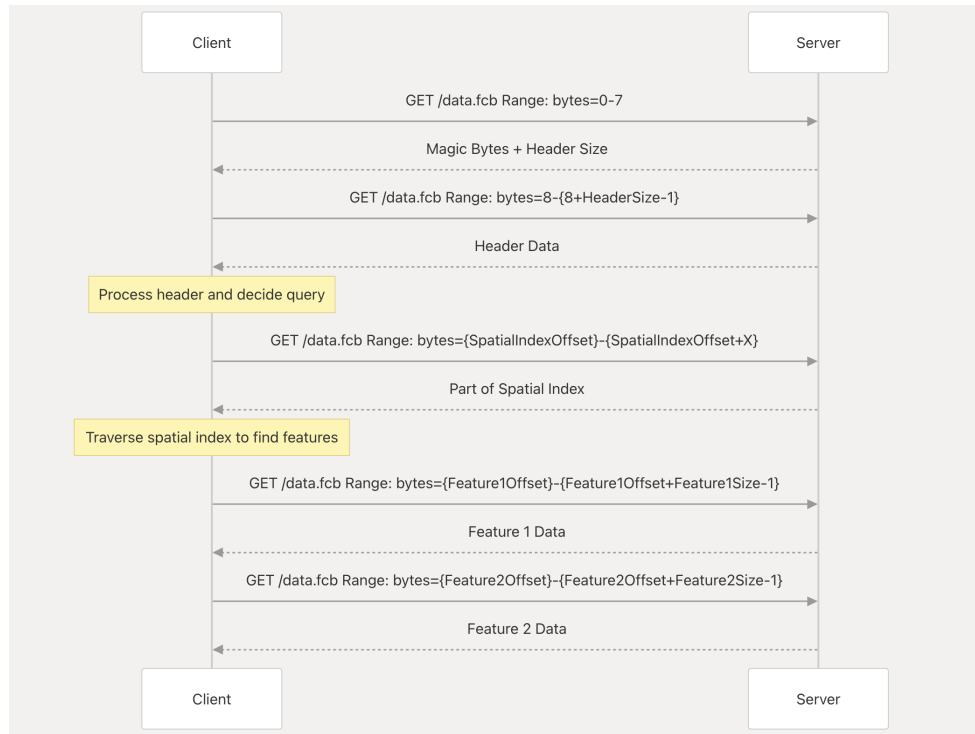 Client
Server
GET /data.fcb Range: bytes=0-7
Magic Bytes + Header Size
GET /data.fcb Range: bytes=8-{8+HeaderSize-1}
Header Data
Process header and decide query
GET /data.fcb Range: bytes={SpatialIndexOffset}-{SpatialIndexOffset+X}
Part of Spatial Index
Traverse spatial index to find features
GET /data.fcb Range: bytes={Feature1Offset}-{Feature1Offset+Feature1Size-1}
Feature 1 Data
GET /data.fcb Range: bytes={Feature2Offset}-{Feature2Offset+Feature2Size-1}
Feature 2 Data
Client
Server